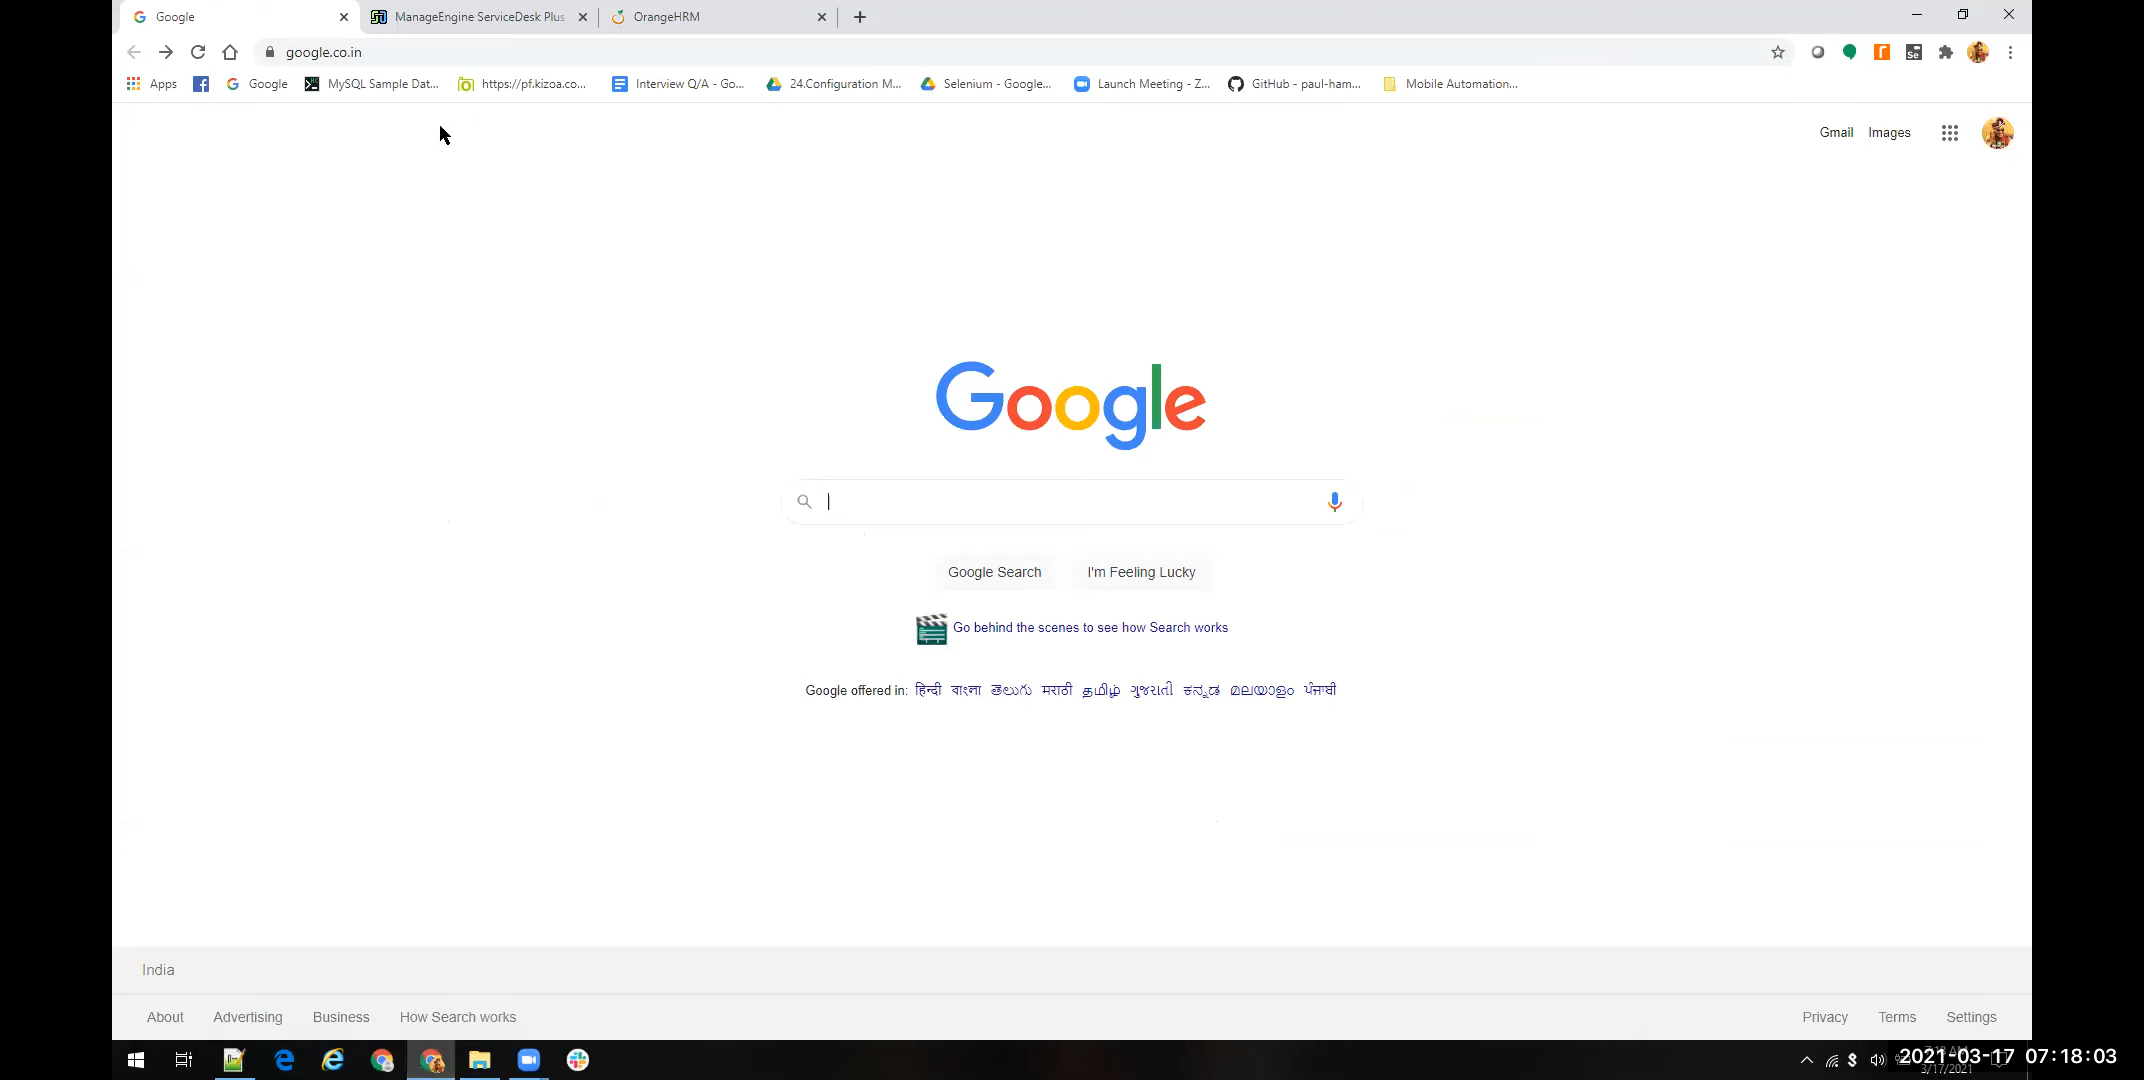 Google ManageEngine ServiceDesk Plus OrangeHRM
google.co.in
Apps Google MySQL Sample Dat... https://pf.kizoa.co... Interview Q/A - Go... 24.Configuration M... Selenium - Google... Launch Meeting - Z... GitHub - paul-ham... Mobile Automation...
Gmail Images
Google
Google Search I'm Feeling Lucky
Go behind the scenes to see how Search works
Google offered in: हिन्दी বাংলা తెలుగు मराठी தமிழ் ગુજરાતી ಕನ್ನಡ മലയാളം ਪੰਜਾਬੀ
India
About Advertising Business How Search works Privacy Terms Settings
2021-03-17 07:18:03
3/17/2021